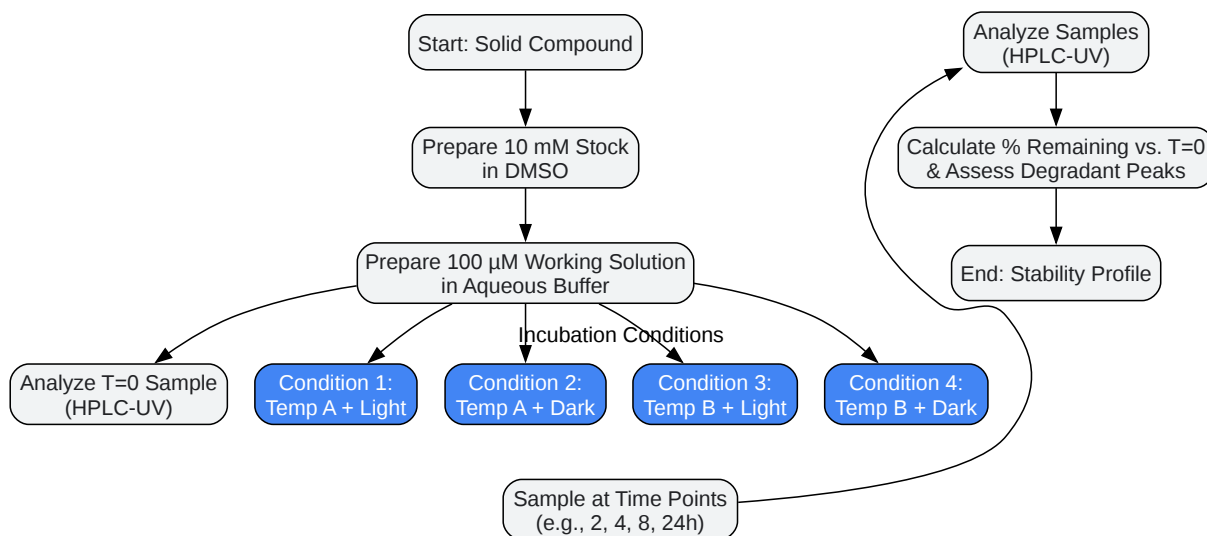 Start: Solid Compound
Prepare 10 mM Stock
in DMSO
Prepare 100 µM Working Solution
in Aqueous Buffer
Incubation Conditions
Analyze T=0 Sample
(HPLC-UV)
Condition 1:
Temp A + Light
Condition 2:
Temp A + Dark
Condition 3:
Temp B + Light
Condition 4:
Temp B + Dark
Sample at Time Points
(e.g., 2, 4, 8, 24h)
Analyze Samples
(HPLC-UV)
Calculate % Remaining vs. T=0
& Assess Degradant Peaks
End: Stability Profile